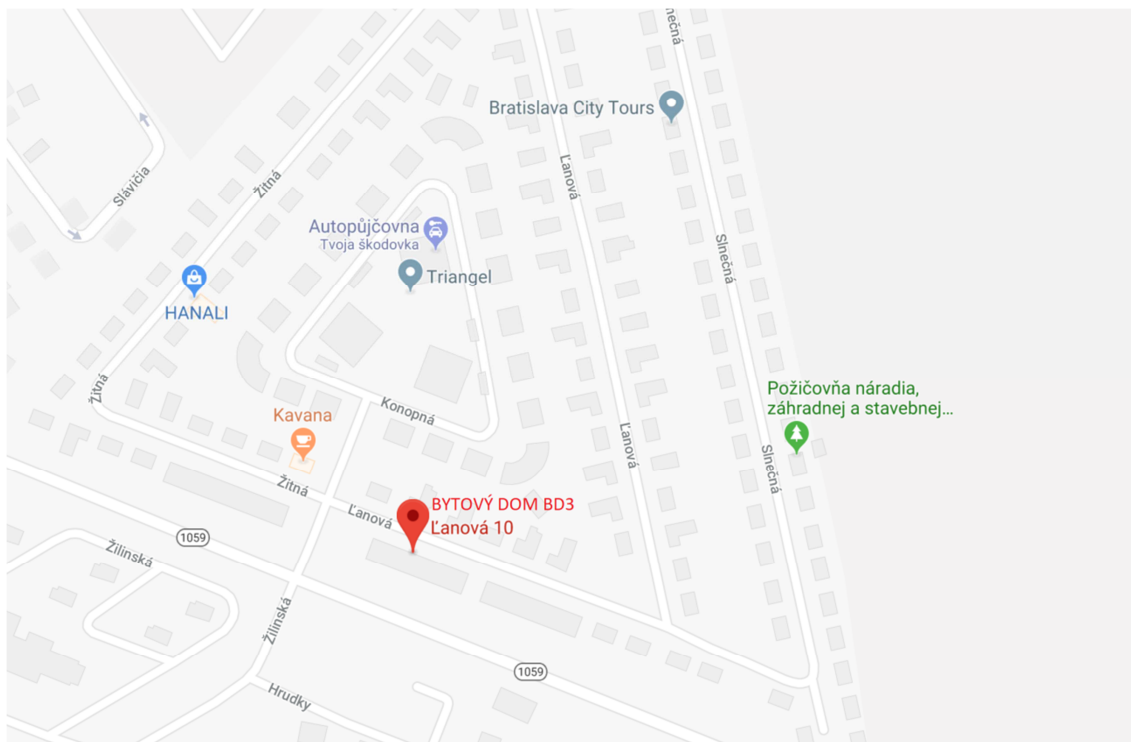 nečná
Bratislava City Tours
Žitná
Slávičia
Ľanová
Autopůjčovna
Tvoja škodovka
Slnečná
Triangel
HANALI
Žitná
Požičovňa náradia,
záhradnej a stavebnej...
Konopná
Kavana
Ľanová
Slnečná
Žitná
BYTOVÝ DOM BD3
Ľanová
Ľanová 10
1059
Žilinská
Žilinská
1059
Hrudky